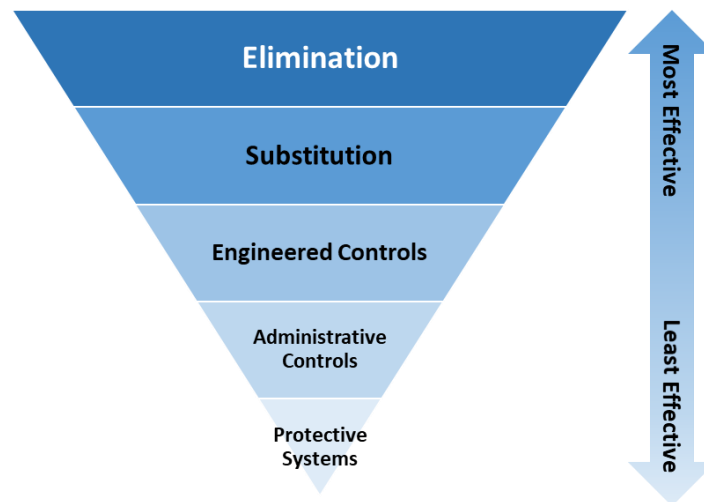 Elimination
Substitution
Engineered Controls
Administrative
Controls
Protective
Systems
Most Effective
Least Effective